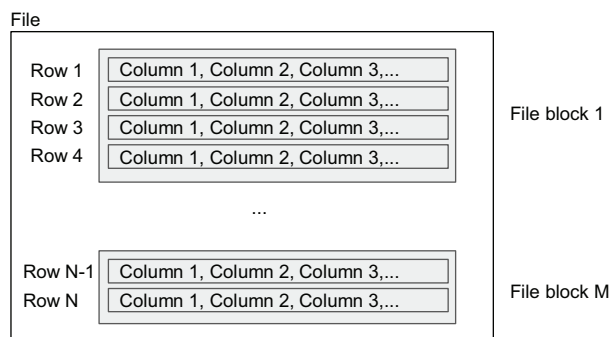 File
Row 1 Column 1, Column 2, Column 3,...
Row 2 Column 1, Column 2, Column 3,...
File block 1
Row 3 Column 1, Column 2, Column 3,...
Row 4 Column 1, Column 2, Column 3,...
...
Row N-1 Column 1, Column 2, Column 3,...
Row N Column 1, Column 2, Column 3,...
File block M